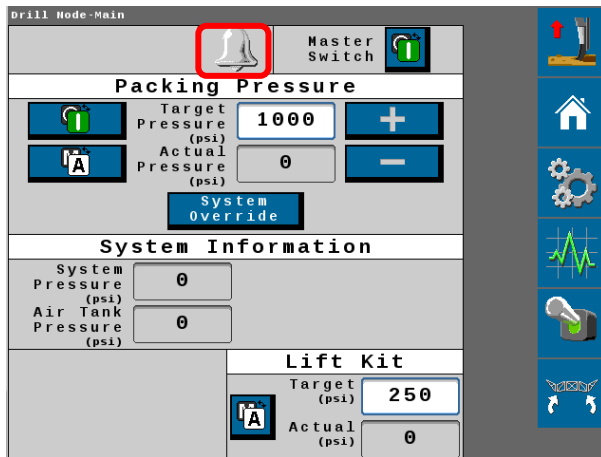 Drill Node-Main
Master
Switch
Packing Pressure
Target
Pressure
(psi)
1000
+
A
Actual
Pressure
(psi)
0
−
System
Override
System Information
System
Pressure
(psi)
0
Air Tank
Pressure
(psi)
0
Lift Kit
A
Target
(psi)
250
Actual
(psi)
0